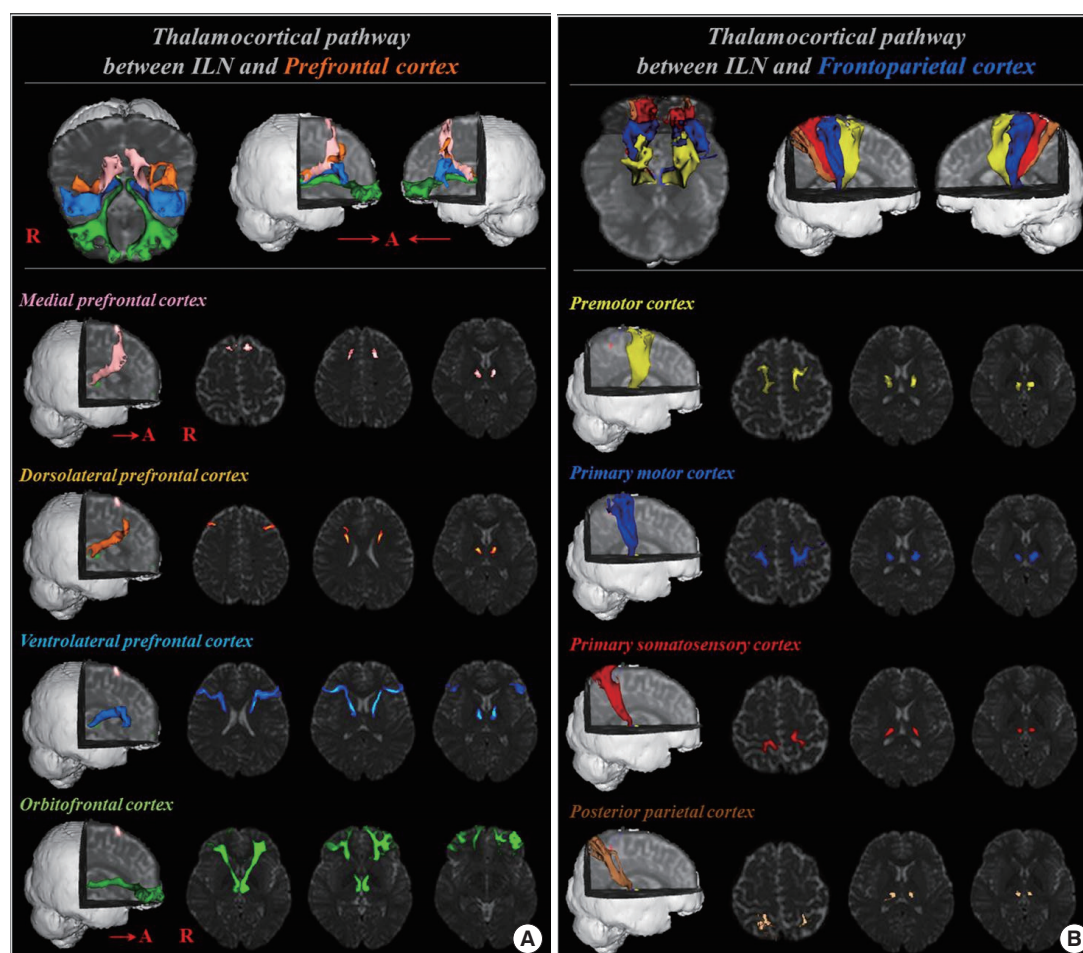 Thalamocortical pathway
between ILN and Prefrontal cortex
R
A
Medial prefrontal cortex
A R
Dorsolateral prefrontal cortex
Ventrolateral prefrontal cortex
Orbitofrontal cortex
A R
A
Thalamocortical pathway
between ILN and Frontoparietal cortex
Premotor cortex
Primary motor cortex
Primary somatosensory cortex
Posterior parietal cortex
B